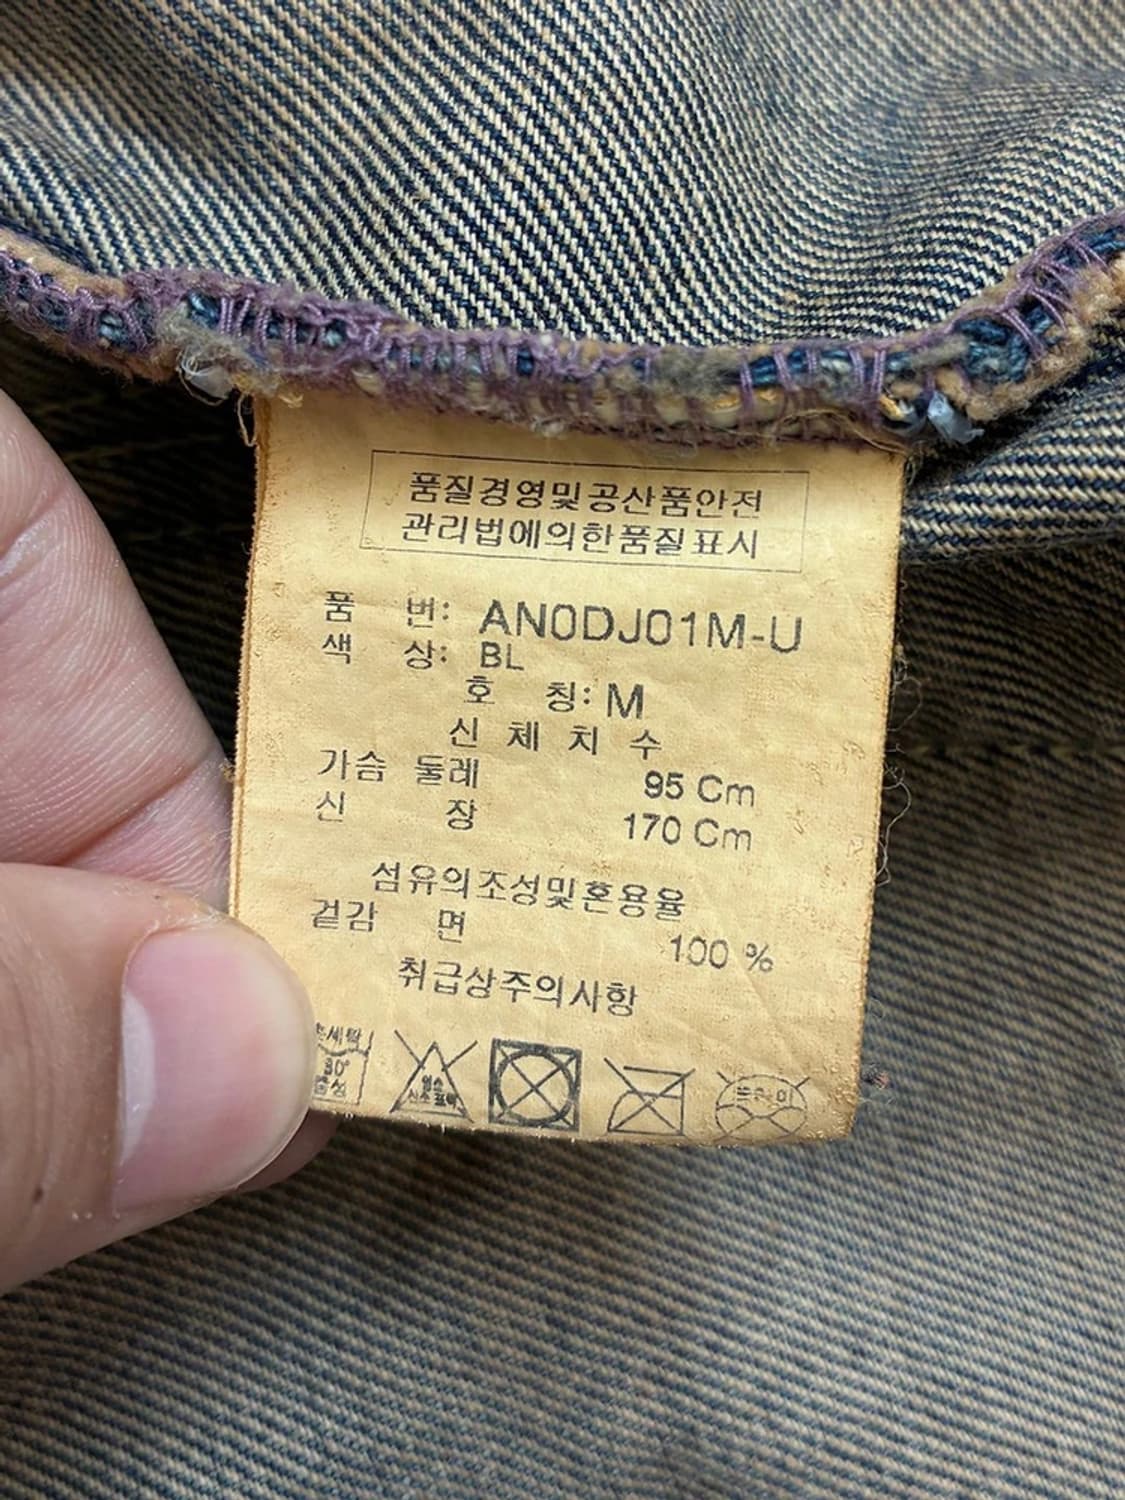 품질경영및공산품안전
관리법에의한품질표시
품 번: AN0DJ01M-U
색 상: BL
호 칭: M
신 체 치 수
가슴 둘레 95 Cm
신 장 170 Cm
섬유의조성및혼용율
겉감 면 100 %
취급상주의사항
30°